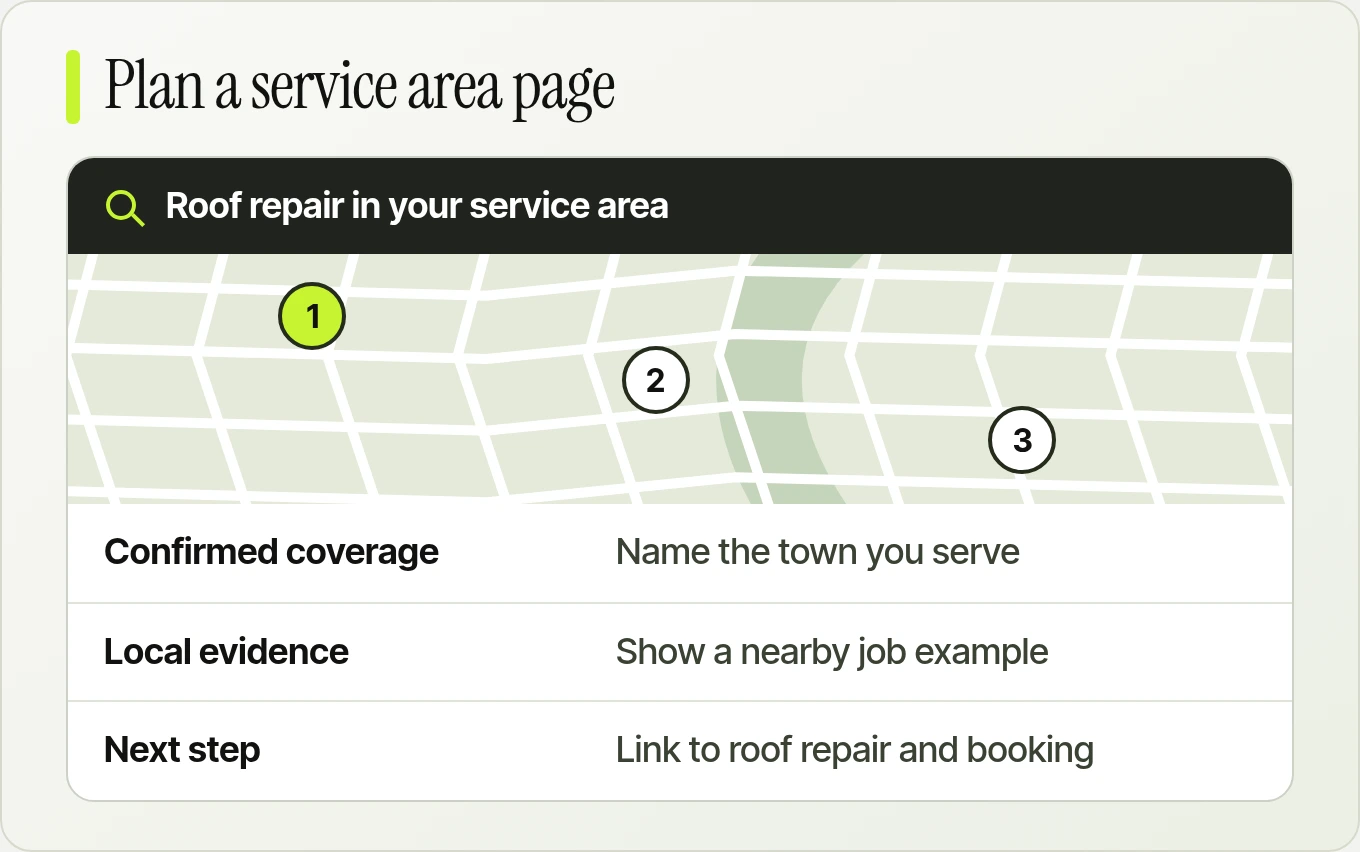 Plan a service area page
Roof repair in your service area
1
2
3
Confirmed coverage
Name the town you serve
Local evidence
Show a nearby job example
Next step
Link to roof repair and booking